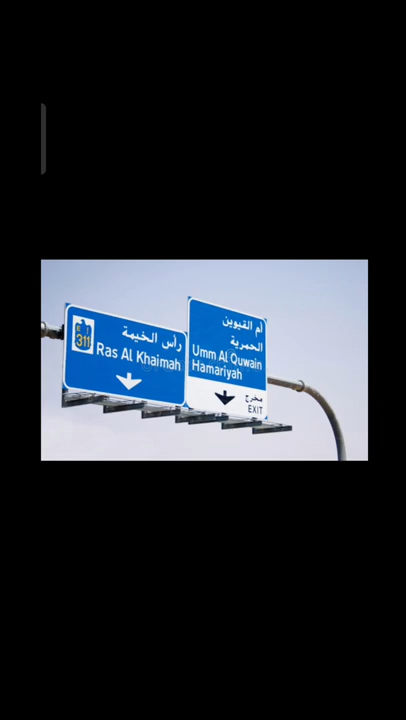 E 311
رأس الخيمة
Ras Al Khaimah
أم القيوين
الحمرية
Umm Al Quwain
Hamariyah
مخرج
EXIT